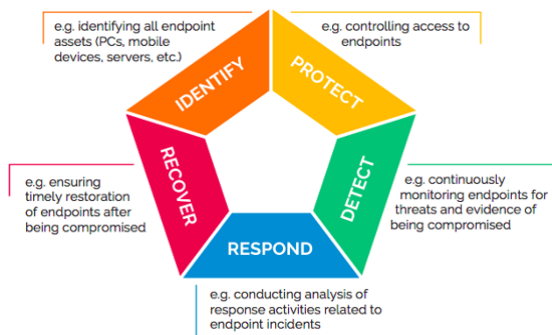 e.g. identifying all endpoint
assets (PCs, mobile
devices, servers, etc.)
e.g. controlling access to
endpoints
IDENTIFY
PROTECT
RECOVER
DETECT
RESPOND
e.g. ensuring
timely restoration
of endpoints after
being compromised
e.g. continuously
monitoring endpoints for
threats and evidence of
being compromised
e.g. conducting analysis of
response activities related to
endpoint incidents